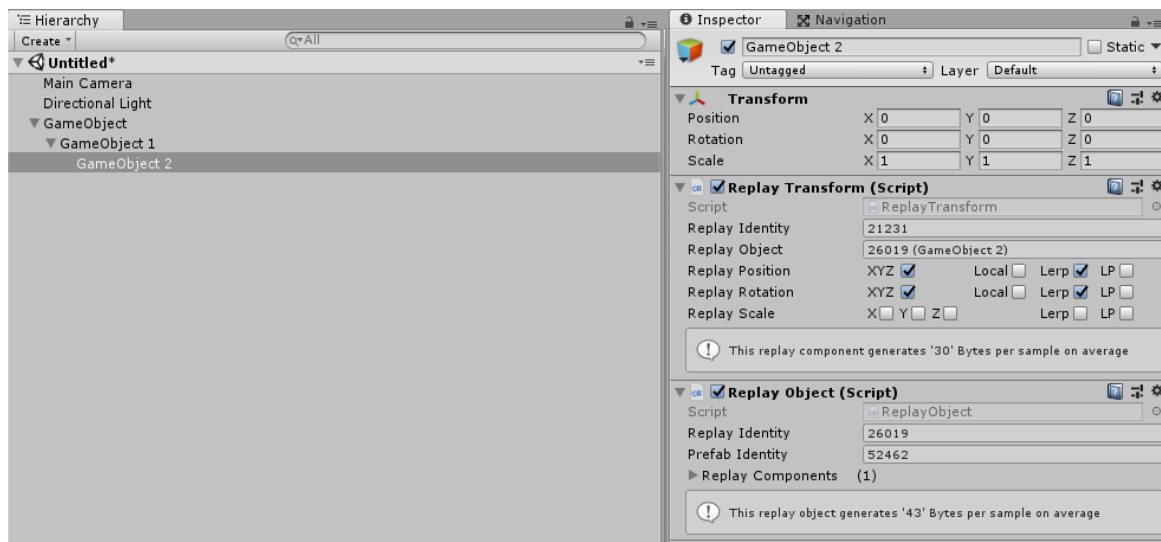 Hierarchy
Create
All
Untitled*
Main Camera
Directional Light
GameObject
GameObject 1
GameObject 2
Inspector Navigation
GameObject 2 Static
Tag Untagged Layer Default
Transform
Position X 0 Y 0 Z 0
Rotation X 0 Y 0 Z 0
Scale X 1 Y 1 Z 1
C# Replay Transform (Script)
Script ReplayTransform
Replay Identity 21231
Replay Object 26019 (GameObject 2)
Replay Position XYZ Local Lerp LP
Replay Rotation XYZ Local Lerp LP
Replay Scale X Y Z Lerp LP
This replay component generates '30' Bytes per sample on average
C# Replay Object (Script)
Script ReplayObject
Replay Identity 26019
Prefab Identity 52462
Replay Components (1)
This replay object generates '43' Bytes per sample on average